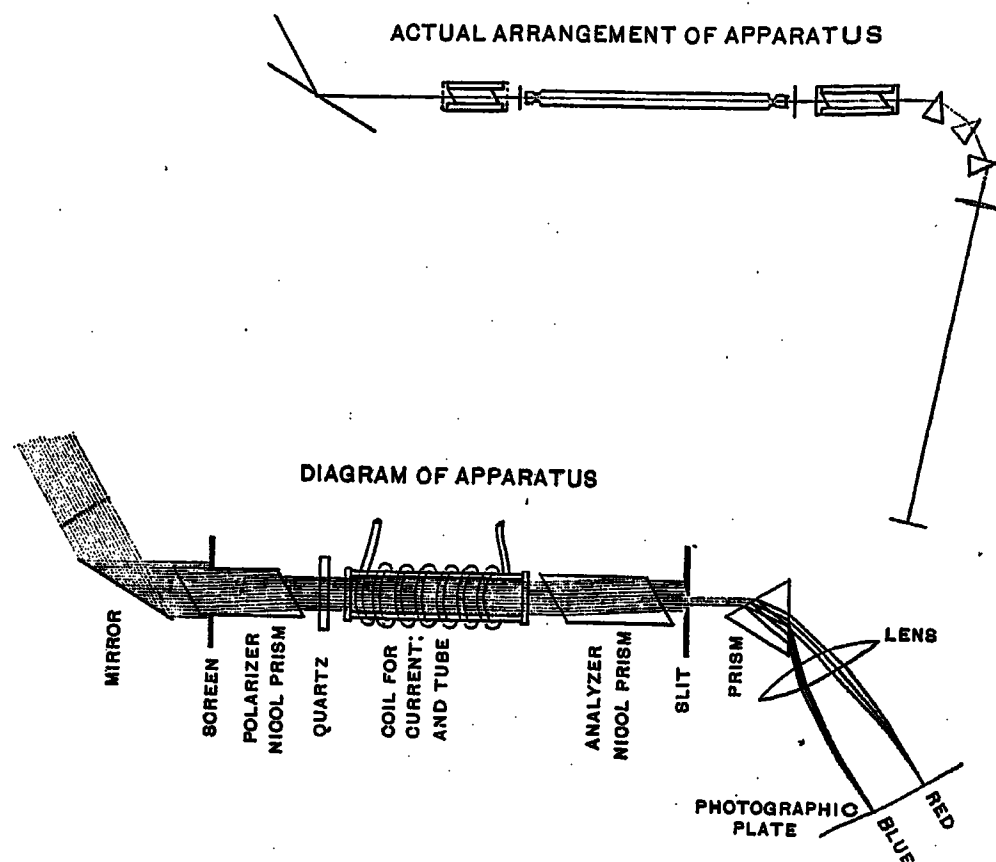 ACTUAL ARRANGEMENT OF APPARATUS
DIAGRAM OF APPARATUS
MIRROR
SCREEN
POLARIZER
NICOL PRISM
QUARTZ
COIL FOR
CURRENT;
AND TUBE
ANALYZER
NICOL PRISM
SLIT
PRISM
LENS
PHOTOGRAPHIC
PLATE
BLUE
RED